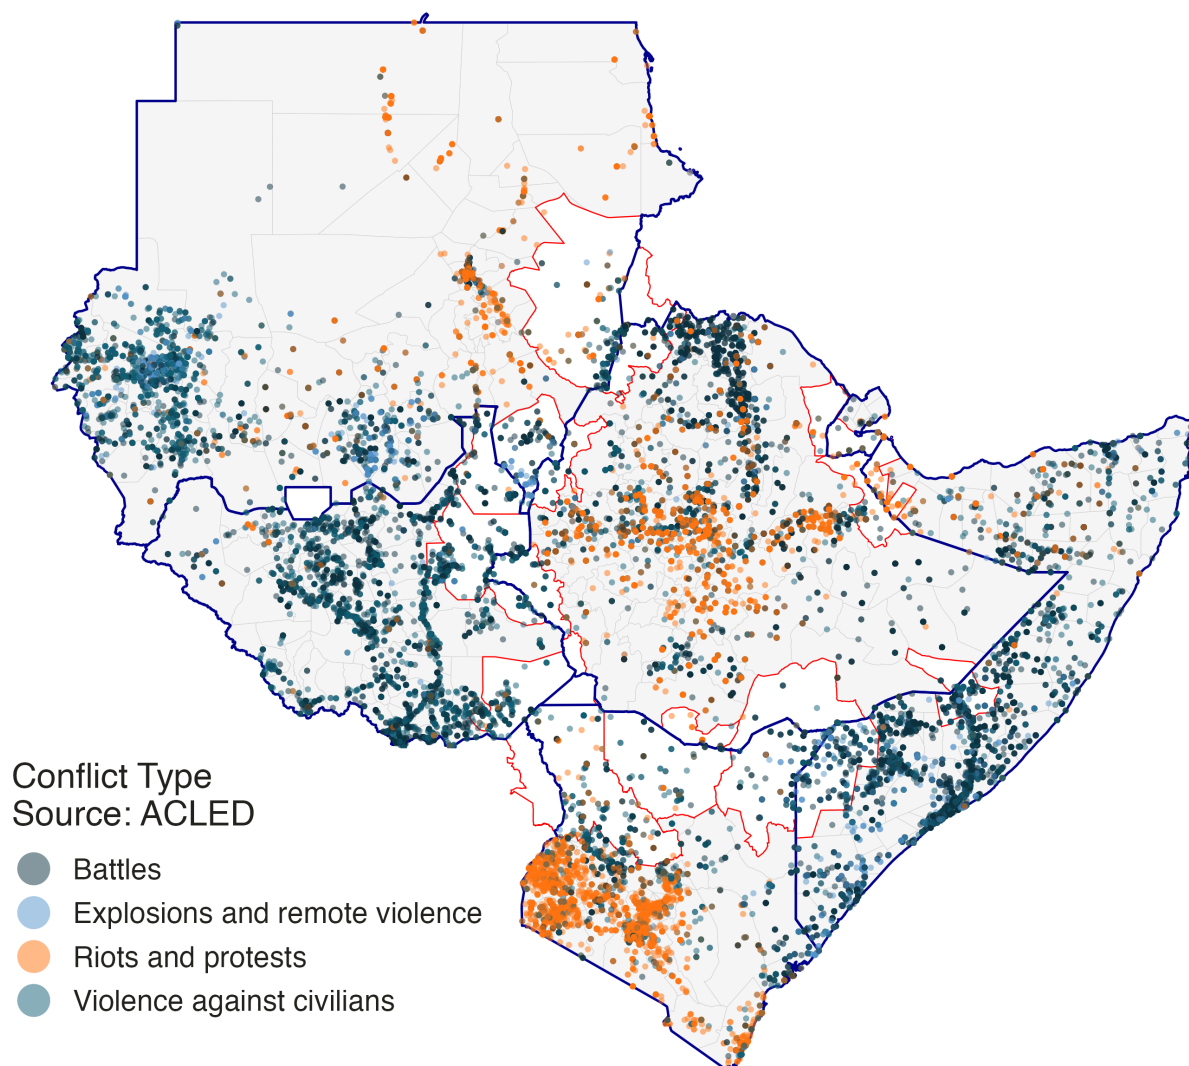 Conflict Type
Source: ACLED
Battles
Explosions and remote violence
Riots and protests
Violence against civilians